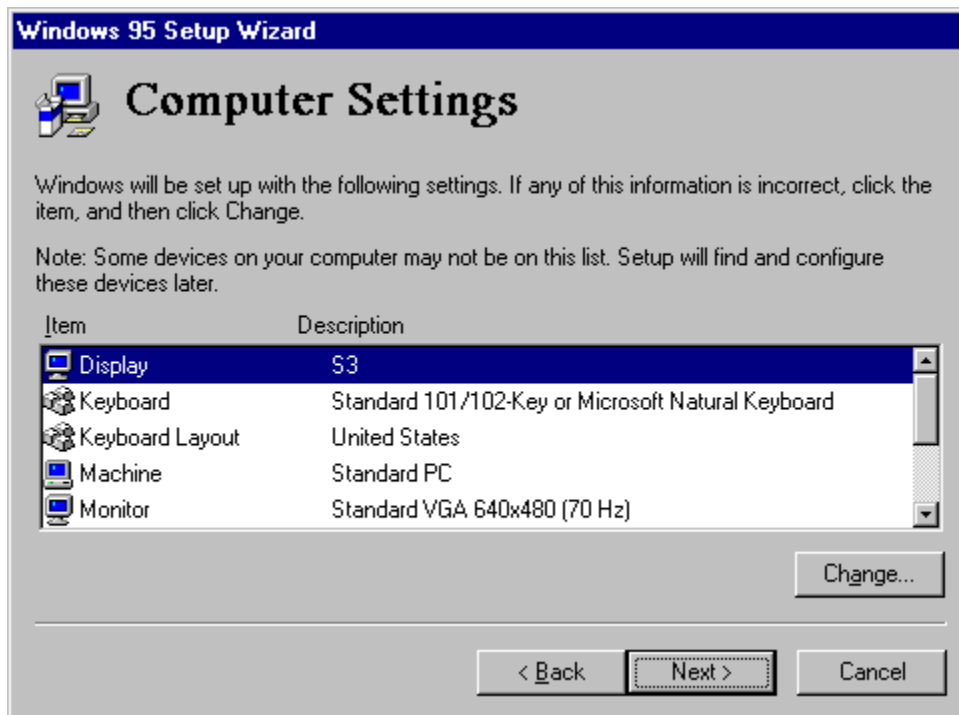 Windows 95 Setup Wizard
Computer Settings
Windows will be set up with the following settings. If any of this information is incorrect, click the
item, and then click Change.
Note: Some devices on your computer may not be on this list. Setup will find and configure
these devices later.
Item Description
Display S3
Keyboard Standard 101/102-Key or Microsoft Natural Keyboard
Keyboard Layout United States
Machine Standard PC
Monitor Standard VGA 640x480 (70 Hz)
Change...
< Back Next > Cancel